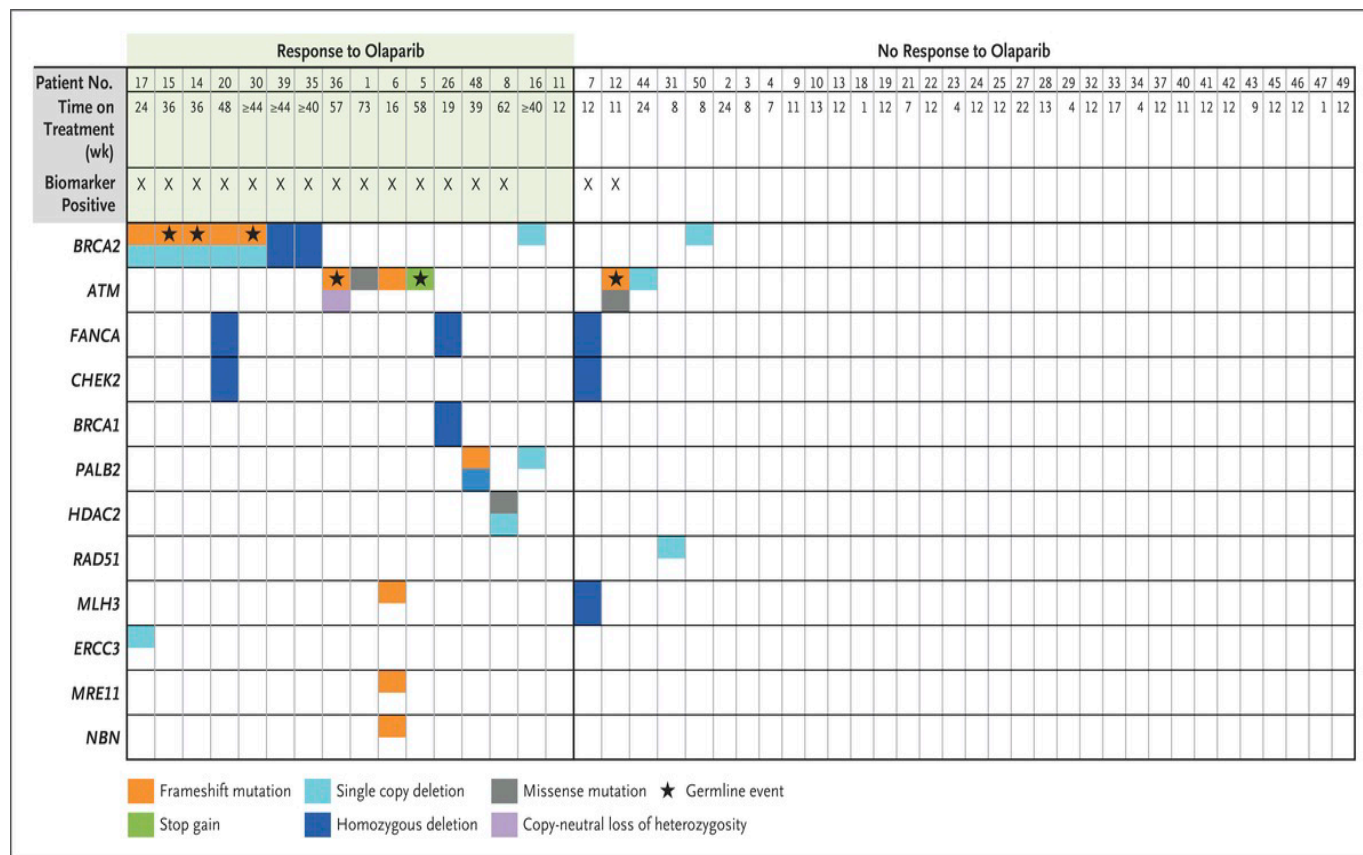 Response to Olaparib No Response to Olaparib
Patient No. 17 15 14 20 30 39 35 36 1 6 5 26 48 8 16 11 7 12 44 31 50 2 3 4 9 10 13 18 19 21 22 23 24 25 27 28 29 32 33 34 37 40 41 42 43 45 46 47 49
Time on Treatment (wk) 24 36 36 48 ≥44 ≥44 ≥40 57 73 16 58 19 39 62 ≥40 12 12 11 24 8 8 24 8 7 11 13 12 1 12 7 12 4 12 12 22 13 4 12 17 4 12 11 12 12 9 12 12 1 12
Biomarker Positive X X X X X X X X X X X X X X X X
BRCA2
ATM
FANCA
CHEK2
BRCA1
PALB2
HDAC2
RAD51
MLH3
ERCC3
MRE11
NBN
Frameshift mutation Single copy deletion Missense mutation ★ Germline event
Stop gain Homozygous deletion Copy-neutral loss of heterozygosity